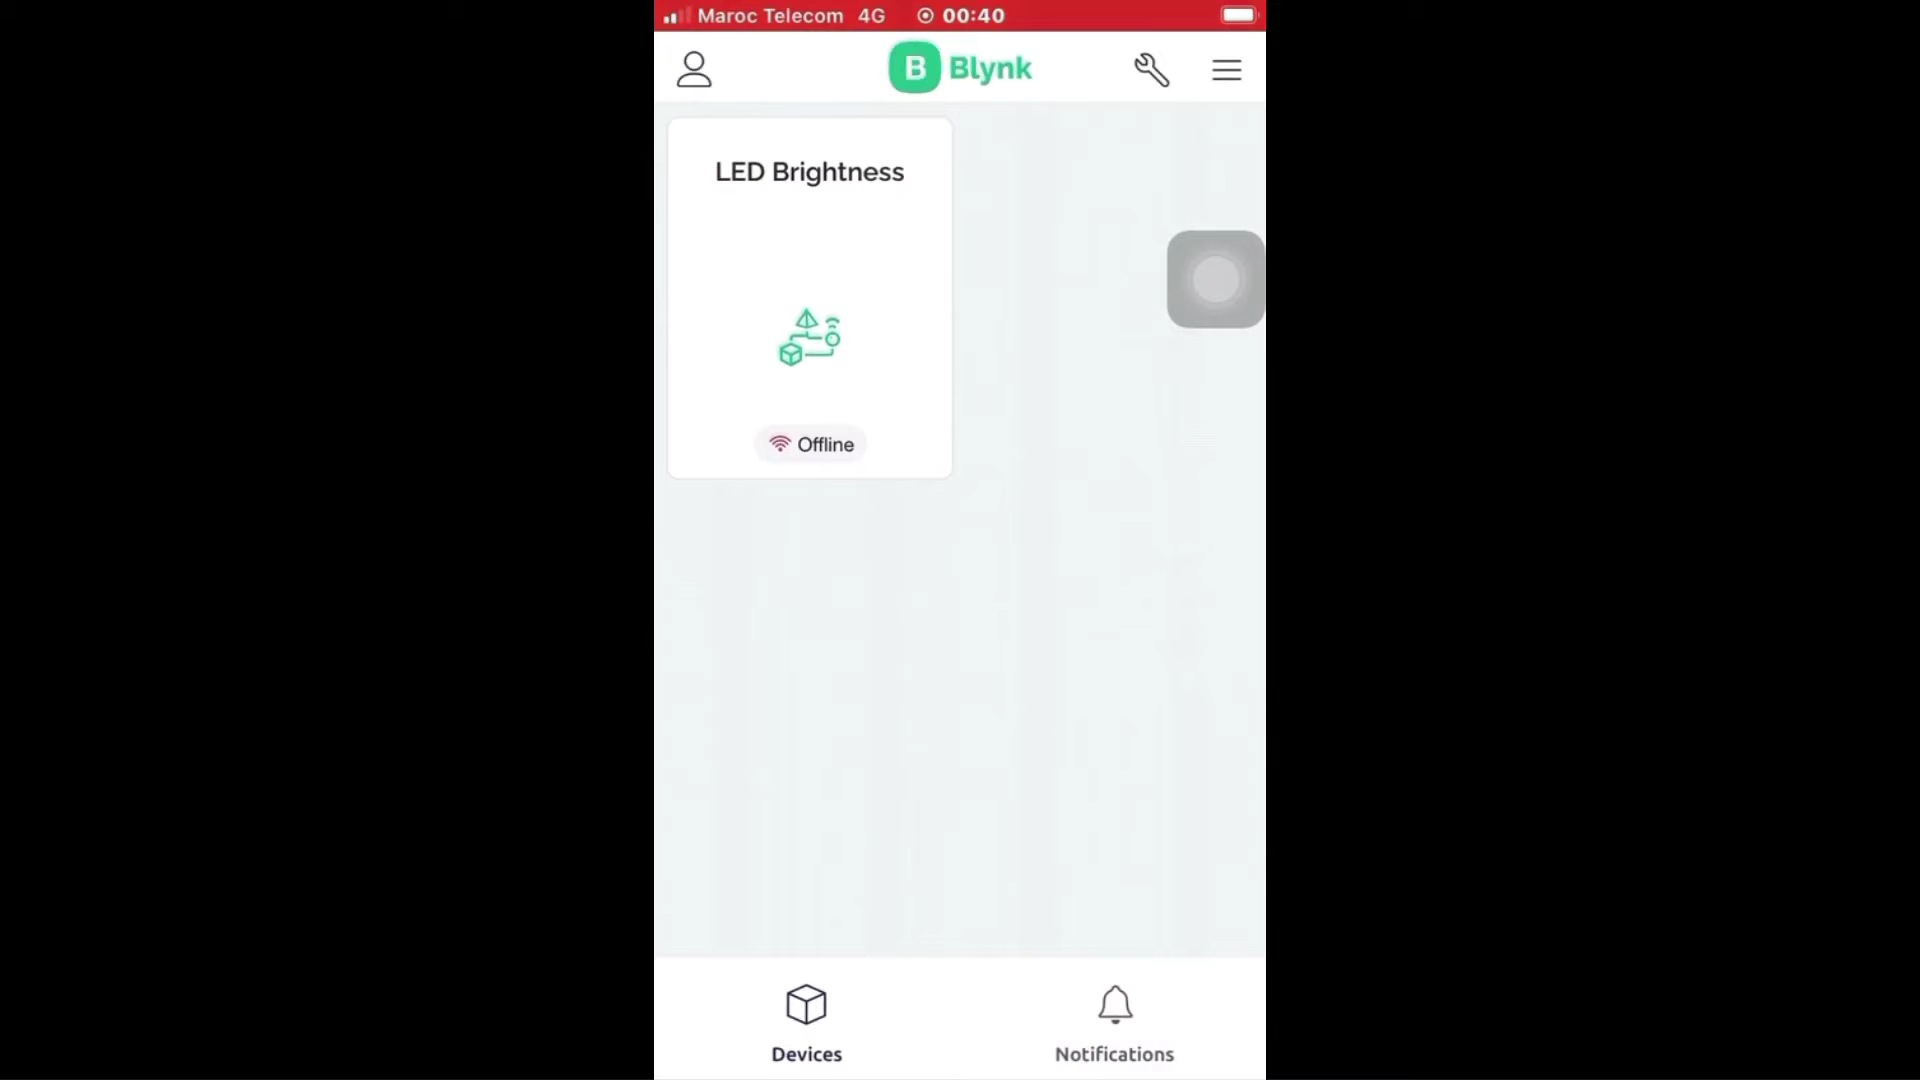 Maroc Telecom 4G 00:40
B Blynk
LED Brightness
Offline
Devices
Notifications